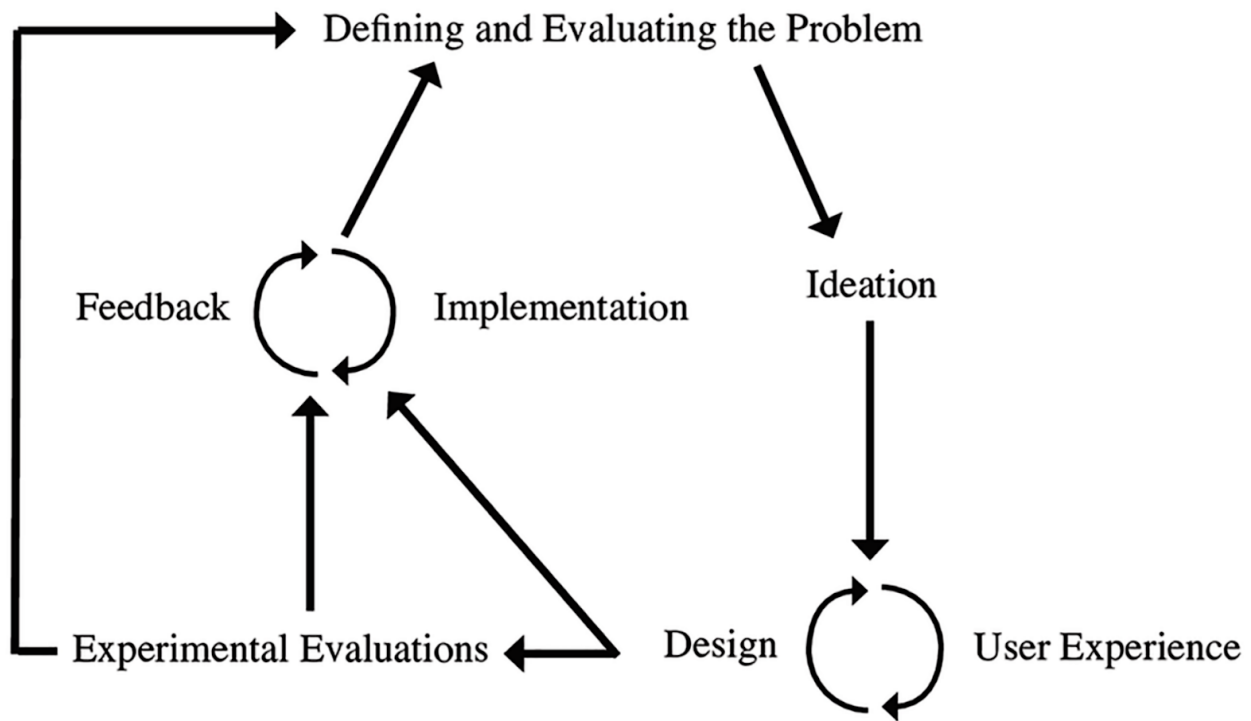 Defining and Evaluating the Problem
Ideation
Feedback
Implementation
Experimental Evaluations
Design
User Experience